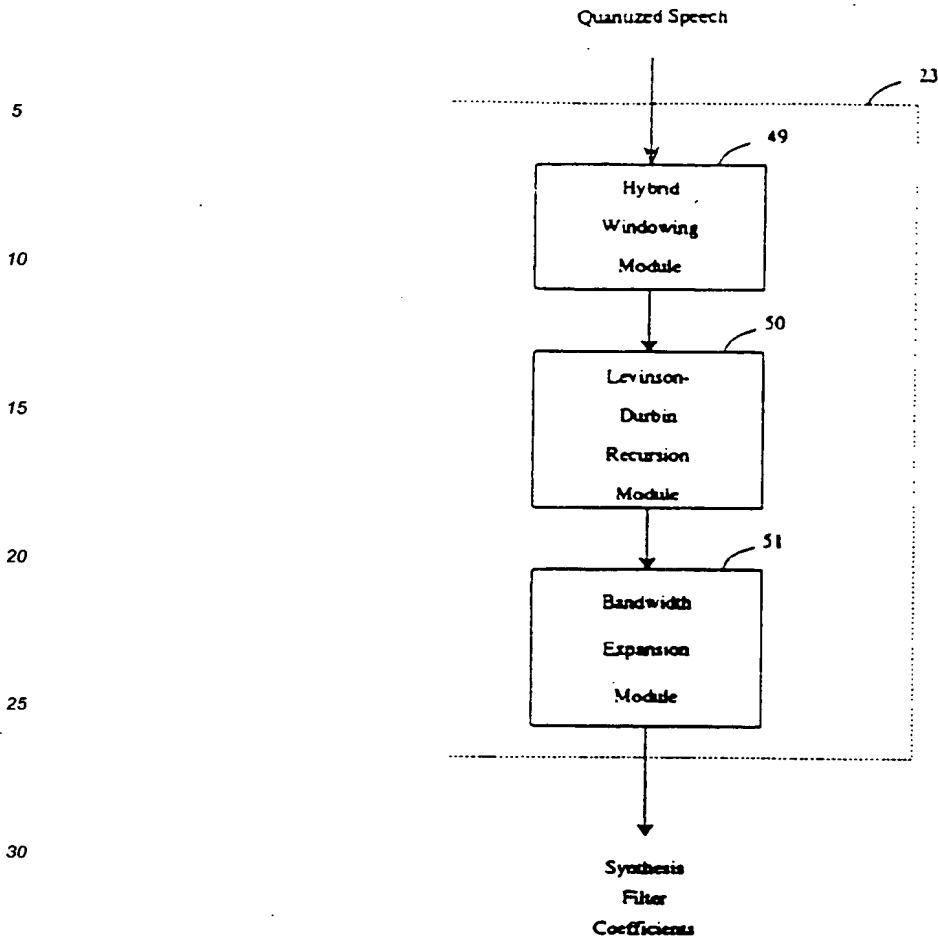 Quanuzed Speech
23
5
49
Hybrid
Windowing
10
Module
50
Levinson-
15
Durbin
Recursion
Module
20
51
Bandwidth
Expansion
25
Module
30
Synthesis
Filter
Coefficients